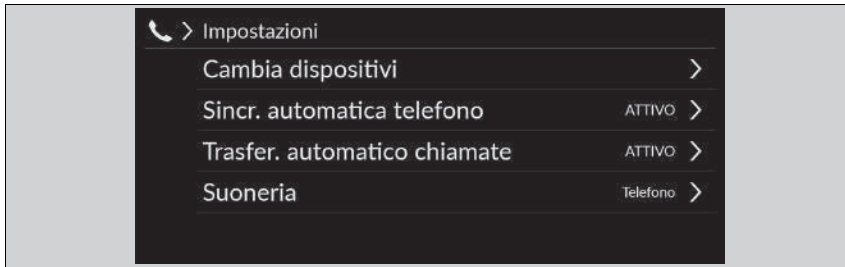 > Impostazioni
Cambia dispositivi >
Sincr. automatica telefono ATTIVO >
Trasfer. automatico chiamate ATTIVO >
Suoneria Telefono >